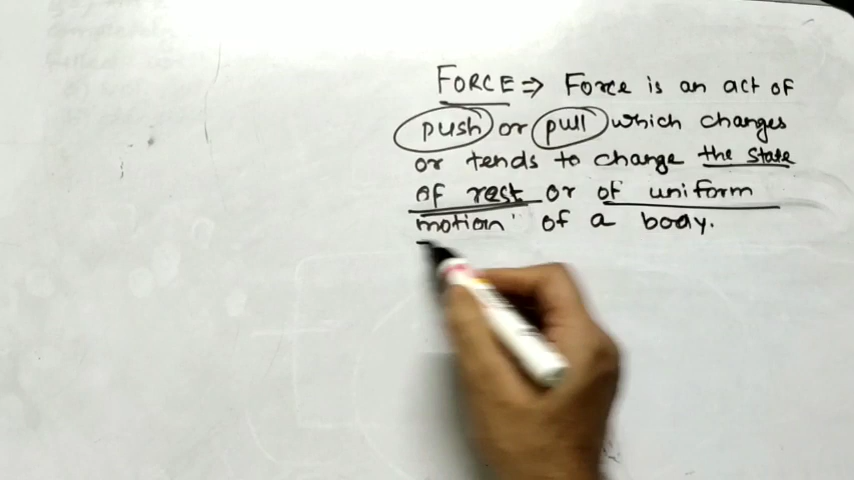 FORCE ⇒ Force is an act of
push or pull which changes
or tends to change the state
of rest or of uniform
motion of a body.